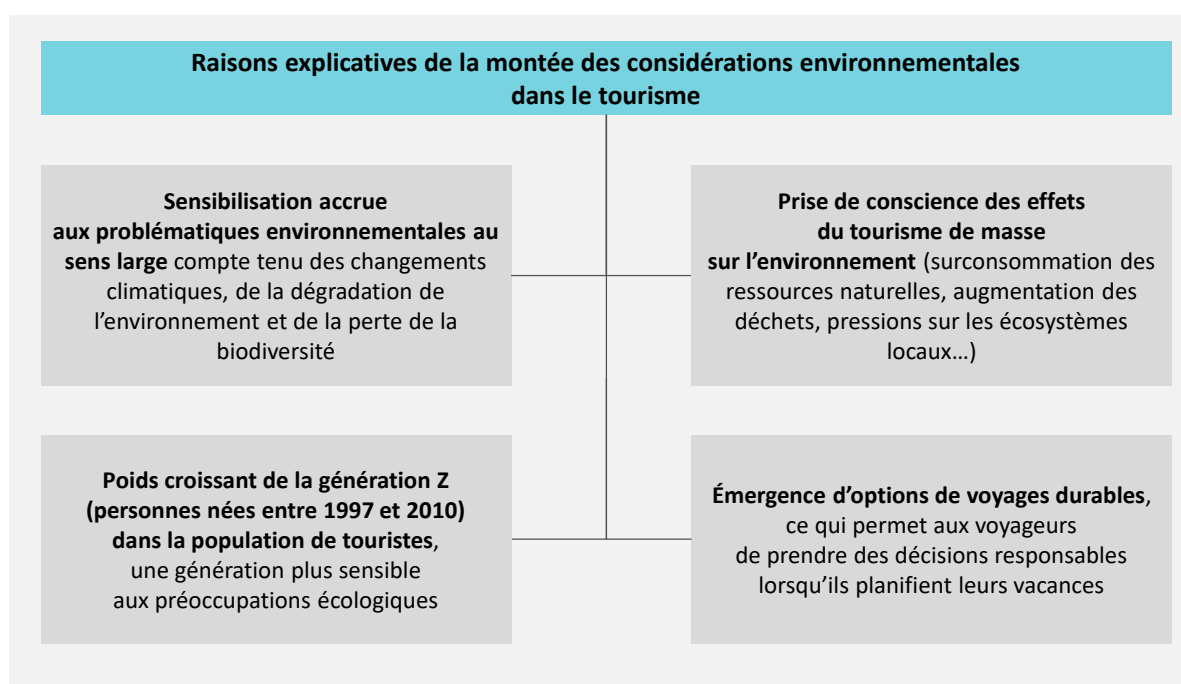 Raisons explicatives de la montée des considérations environnementales
dans le tourisme
Sensibilisation accrue
aux problématiques environnementales au
sens large compte tenu des changements
climatiques, de la dégradation de
l’environnement et de la perte de la
biodiversité
Prise de conscience des effets
du tourisme de masse
sur l’environnement (surconsommation des
ressources naturelles, augmentation des
déchets, pressions sur les écosystèmes
locaux…)
Poids croissant de la génération Z
(personnes nées entre 1997 et 2010)
dans la population de touristes,
une génération plus sensible
aux préoccupations écologiques
Émergence d’options de voyages durables,
ce qui permet aux voyageurs
de prendre des décisions responsables
lorsqu’ils planifient leurs vacances